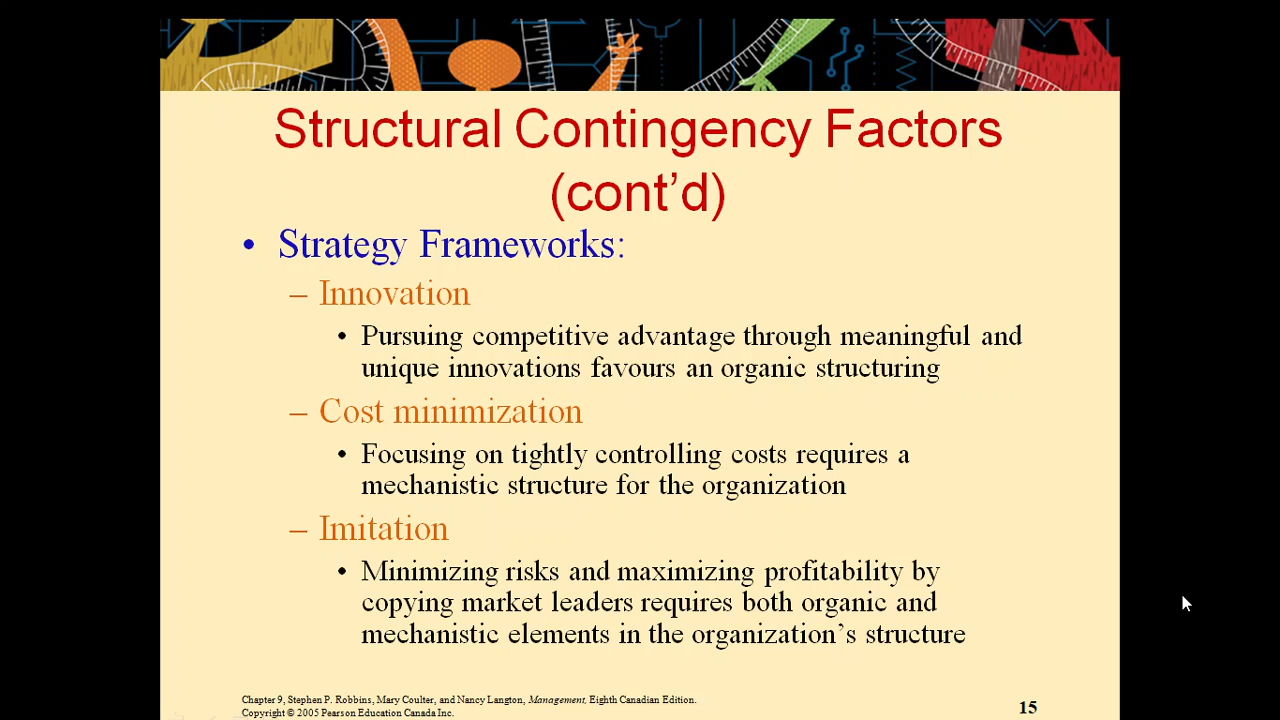 Structural Contingency Factors
(cont’d)
• Strategy Frameworks:
– Innovation
• Pursuing competitive advantage through meaningful and
unique innovations favours an organic structuring
– Cost minimization
• Focusing on tightly controlling costs requires a
mechanistic structure for the organization
– Imitation
• Minimizing risks and maximizing profitability by
copying market leaders requires both organic and
mechanistic elements in the organization’s structure
Chapter 9, Stephen P. Robbins, Mary Coulter, and Nancy Langton, Management, Eighth Canadian Edition.
Copyright © 2005 Pearson Education Canada Inc.
15